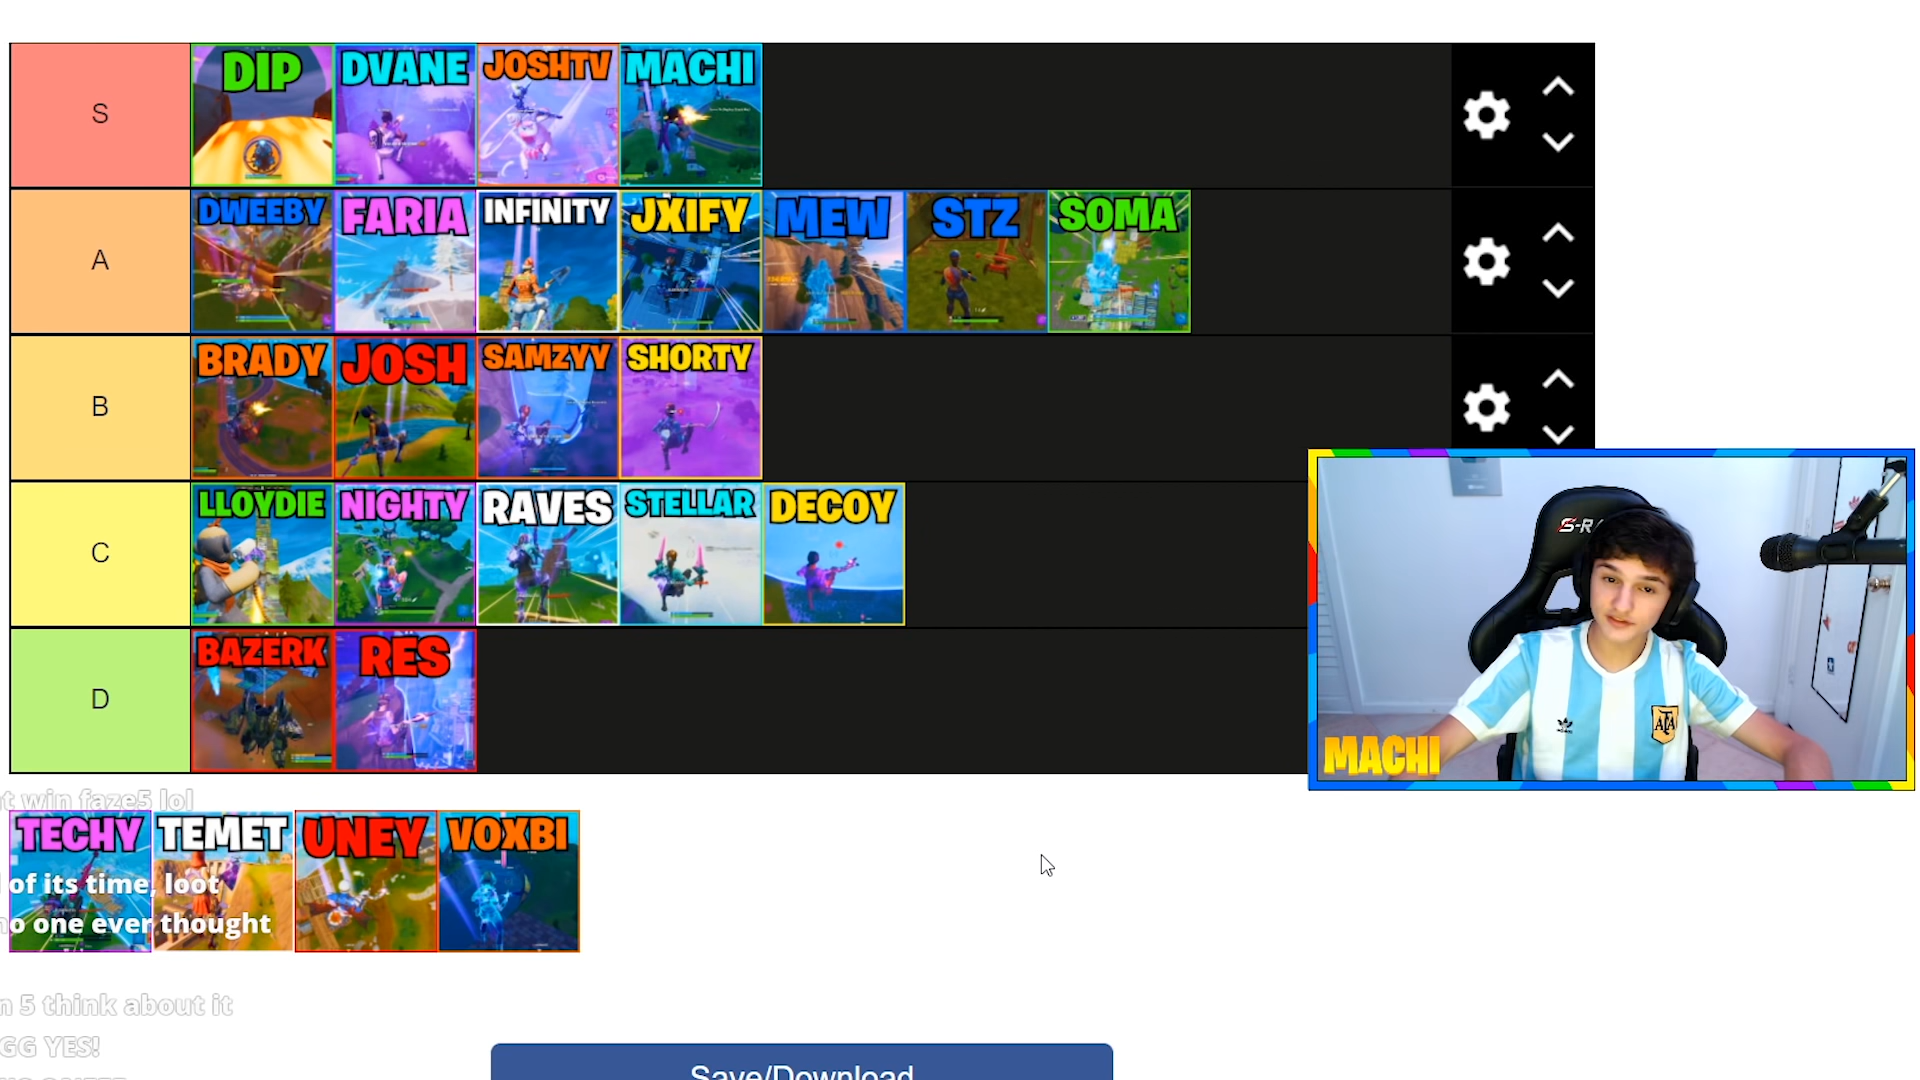 S
DIP DVANE JOSHTV MACHI
A
DWEEBY FARIA INFINITY JXIFY MEW STZ SOMA
B
BRADY JOSH SAMZYY SHORTY
C
LLOYDIE NIGHTY RAVES STELLAR DECOY
D
BAZERK RES
MACHI
t win faze5 lol
TECHY TEMET UNEY VOXBI
of its time, loot
no one ever thought
n 5 think about it
GG YES!
Save/Download